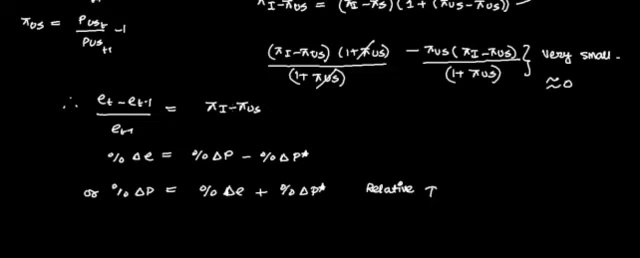 π_I-π_US = (π_I-π_S)(1+(π_US-π_US))
π_US = P_US_t / P_US_t-1 - 1
(π_I-π_US)(1+π_US) / (1+π_US) - π_US(π_I-π_US) / (1+π_US) } very small. ≈0
∴ e_t-e_t-1 / e_t-1 = π_I-π_US
% Δe = % ΔP - % ΔP*
or % ΔP = % Δe + % ΔP* Relative ↑